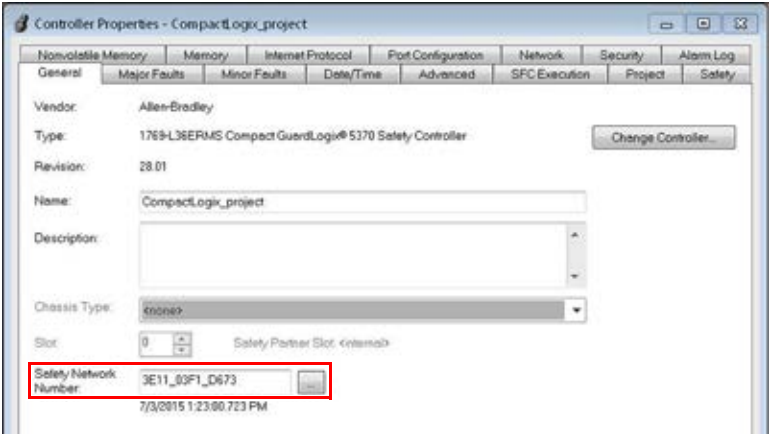 Controller Properties - CompactLogix_project
Nonvolatile Memory Memory Internet Protocol Port Configuration Network Security Alarm Log
General Major Faults Minor Faults Date/Time Advanced SFC Execution Project Safety
Vendor: Allen-Bradley
Type: 1769-L36ERMS Compact GuardLogix® 5370 Safety Controller Change Controller...
Revision: 28.01
Name: CompactLogix_project
Description:
Chassis Type: <none>
Slot: 0 Safety Partner Slot: <internal>
Safety Network
Number: 3E11_03F1_D673 ...
7/3/2015 1:23:00.723 PM